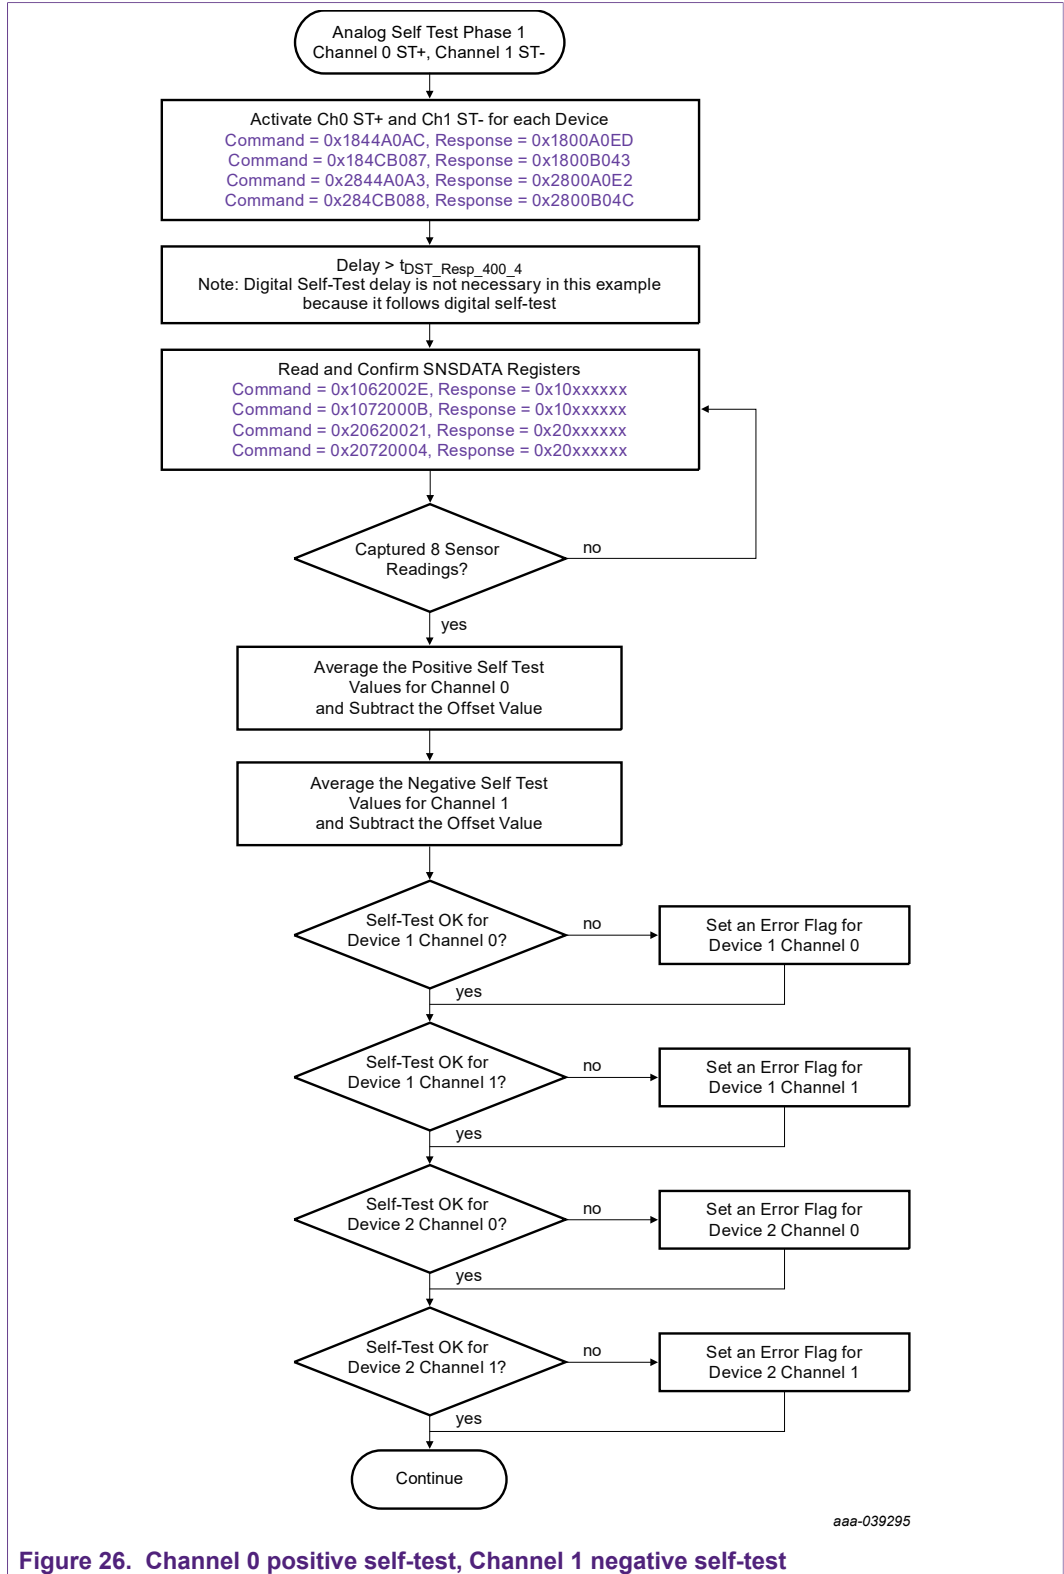 Analog Self Test Phase 1
Channel 0 ST+, Channel 1 ST-
Activate Ch0 ST+ and Ch1 ST- for each Device
Command = 0x1844A0AC, Response = 0x1800A0ED
Command = 0x184CB087, Response = 0x1800B043
Command = 0x2844A0A3, Response = 0x2800A0E2
Command = 0x284CB088, Response = 0x2800B04C
Delay > tDST_Resp_400_4
Note: Digital Self-Test delay is not necessary in this example
because it follows digital self-test
Read and Confirm SNSDATA Registers
Command = 0x1062002E, Response = 0x10xxxxxx
Command = 0x1072000B, Response = 0x10xxxxxx
Command = 0x20620021, Response = 0x20xxxxxx
Command = 0x20720004, Response = 0x20xxxxxx
Captured 8 Sensor
Readings?
no
yes
Average the Positive Self Test
Values for Channel 0
and Subtract the Offset Value
Average the Negative Self Test
Values for Channel 1
and Subtract the Offset Value
Self-Test OK for
Device 1 Channel 0?
no
Set an Error Flag for
Device 1 Channel 0
yes
Self-Test OK for
Device 1 Channel 1?
no
Set an Error Flag for
Device 1 Channel 1
yes
Self-Test OK for
Device 2 Channel 0?
no
Set an Error Flag for
Device 2 Channel 0
yes
Self-Test OK for
Device 2 Channel 1?
no
Set an Error Flag for
Device 2 Channel 1
yes
Continue
aaa-039295
Figure 26. Channel 0 positive self-test, Channel 1 negative self-test